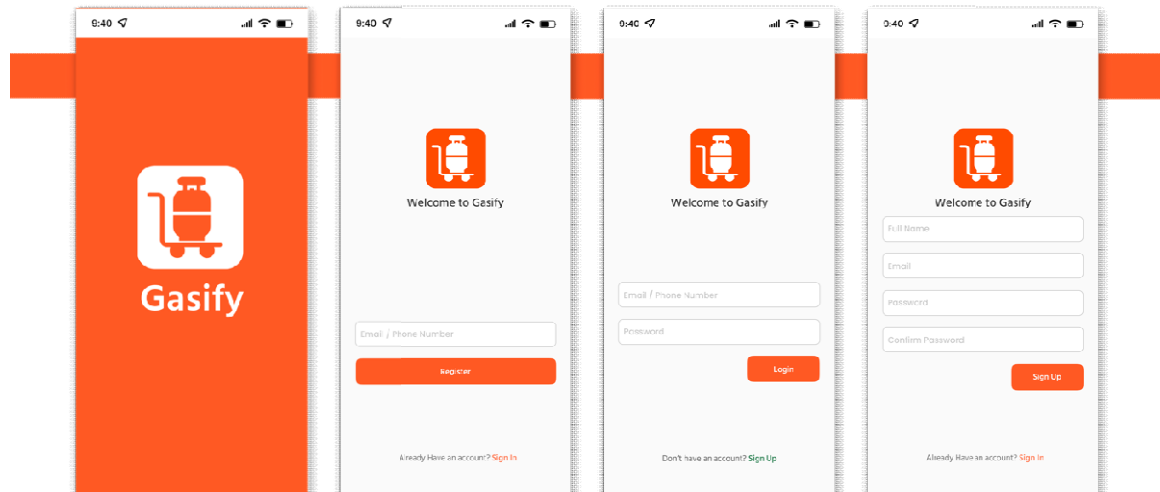 9:40
Gasify
9:40
Welcome to Gasify
Email / Phone Number
Register
Already Have an account? Sign In
9:40
Welcome to Gasify
Email / Phone Number
Password
Login
Don't have an account? Sign Up
9:40
Welcome to Gasify
Full Name
Email
Password
Confirm Password
Sign Up
Already Have an account? Sign In